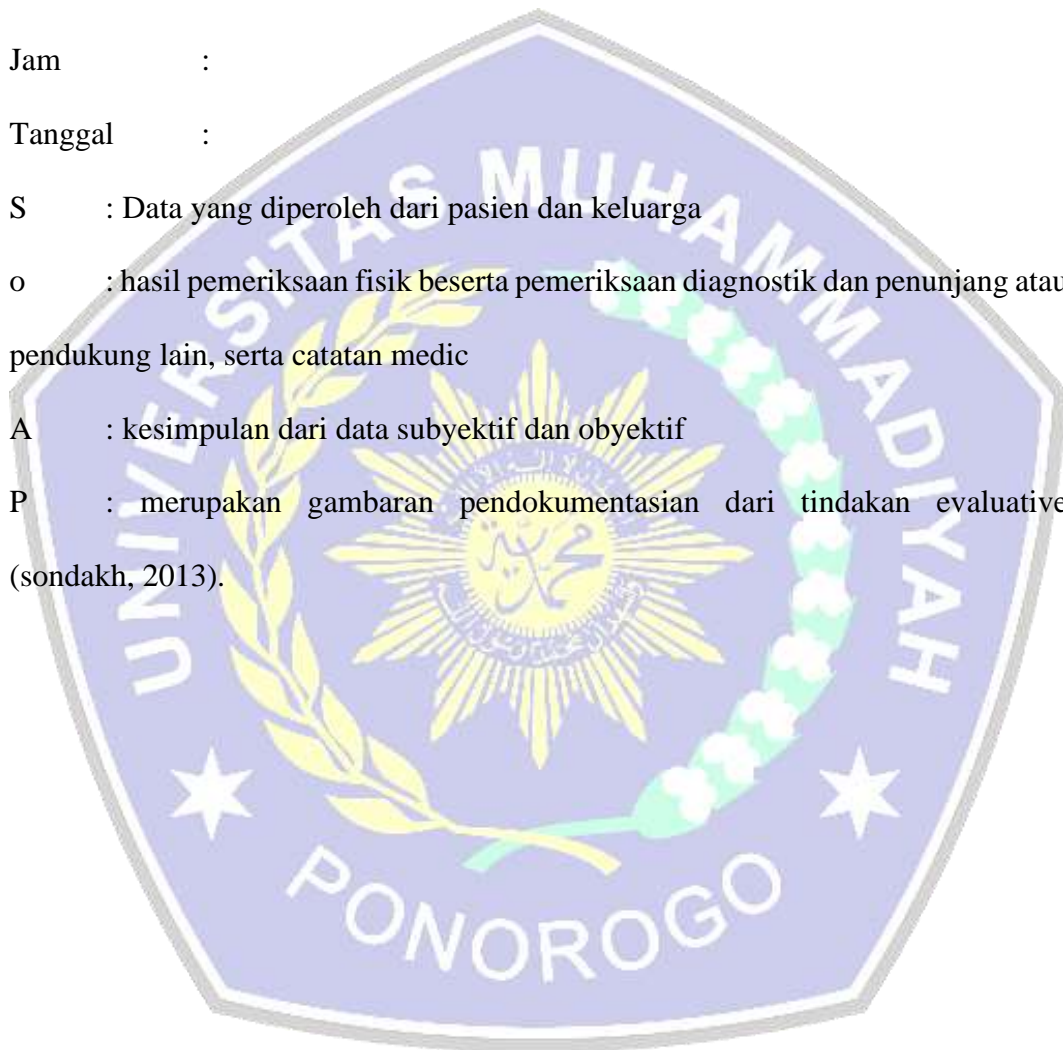 Jam :
Tanggal :
S : Data yang diperoleh dari pasien dan keluarga
o : hasil pemeriksaan fisik beserta pemeriksaan diagnostik dan penunjang atau
pendukung lain, serta catatan medic
A : kesimpulan dari data subyektif dan obyektif
P : merupakan gambaran pendokumentasian dari tindakan evaluative
(sondakh, 2013).
UNIVERSITAS MUHAMMADIYAH
PONOROGO
محمدية